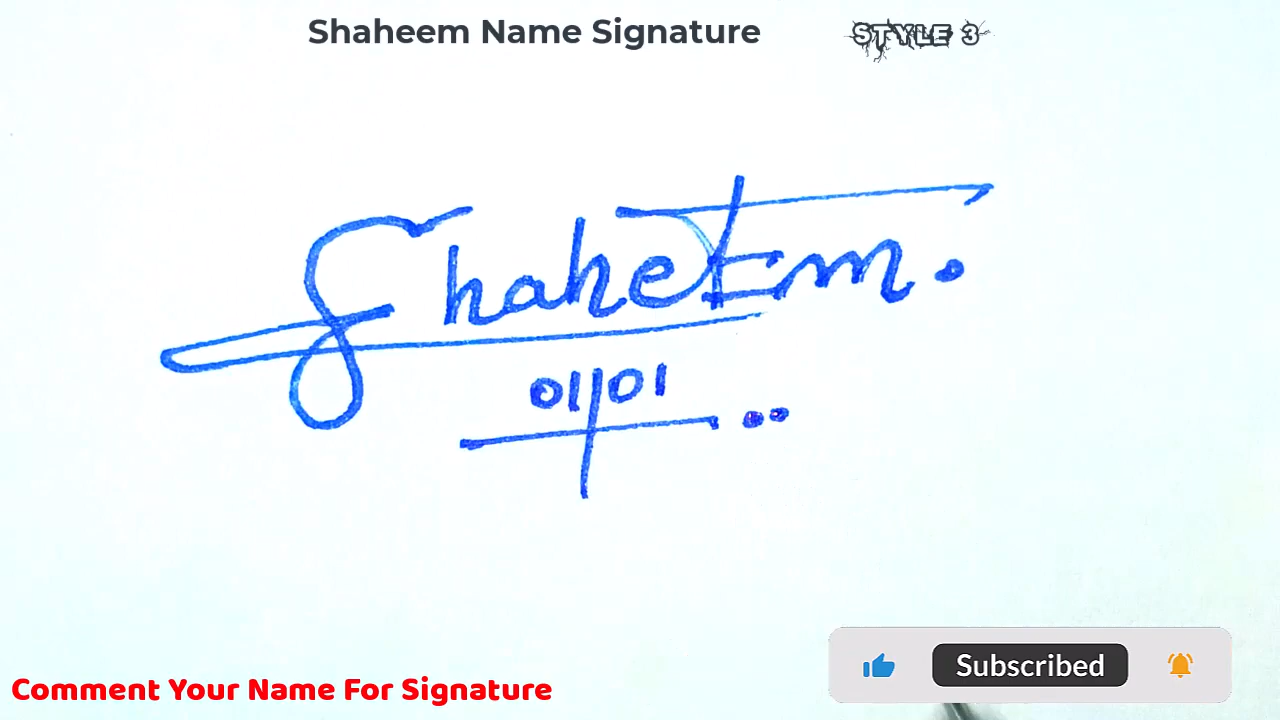 Shaheem Name Signature STYLE 3
Shaheem.
01/01
Comment Your Name For Signature
Subscribed